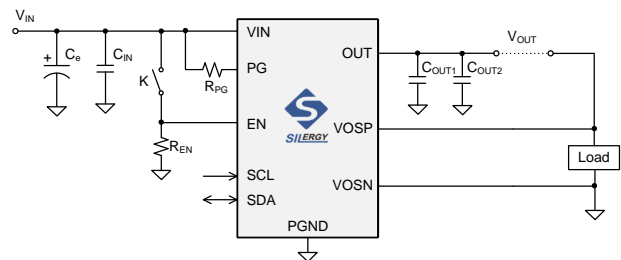 VIN
Ce
CIN
K
REN
RPG
VIN
PG
EN
SCL
SDA
PGND
OUT
VOSP
VOSN
SILERGY
COUT1
COUT2
VOUT
Load
+